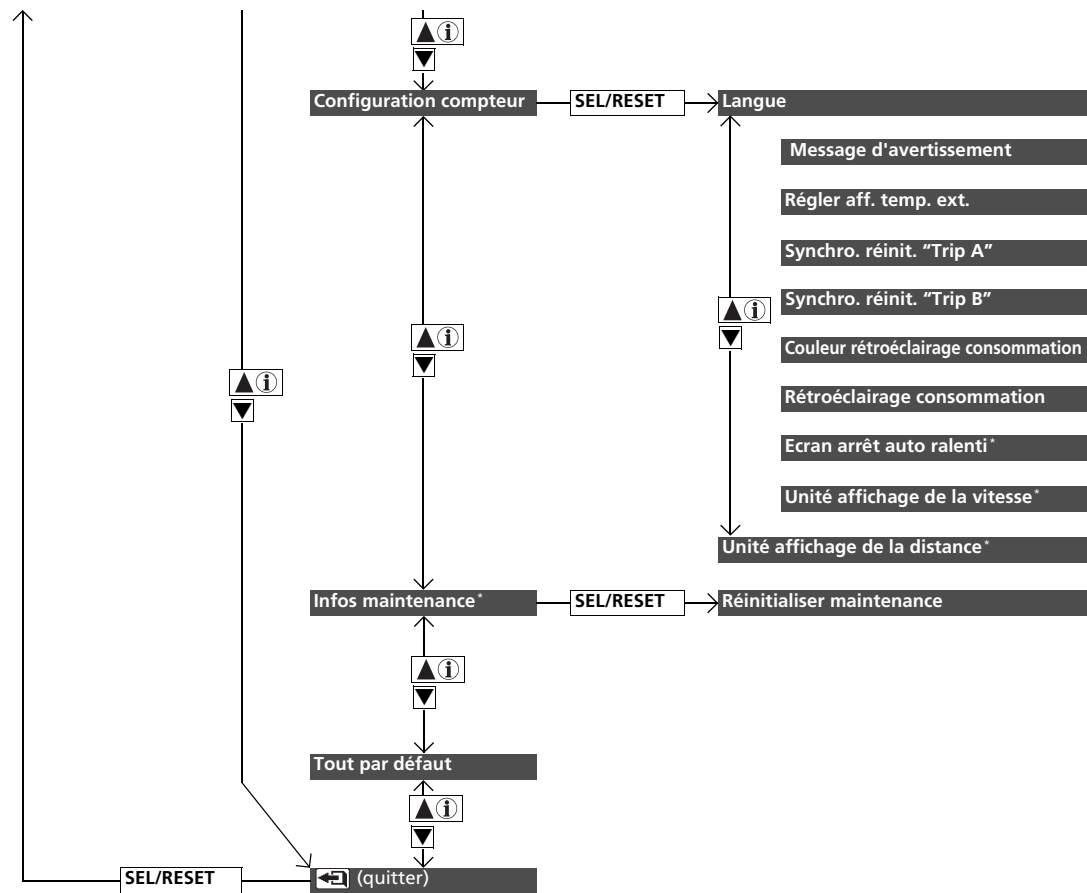 Configuration compteur SEL/RESET Langue
Message d'avertissement
Régler aff. temp. ext.
Synchro. réinit. “Trip A”
Synchro. réinit. “Trip B”
Couleur rétroéclairage consommation
Rétroéclairage consommation
Ecran arrêt auto ralenti*
Unité affichage de la vitesse*
Unité affichage de la distance*
Infos maintenance* SEL/RESET Réinitialiser maintenance
Tout par défaut
SEL/RESET (quitter)